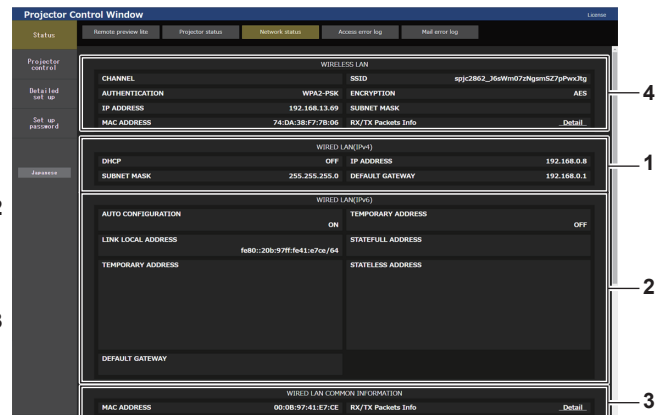 Projector Control Window
License
Status
Remote preview lite
Projector status
Network status
Access error log
Mail error log
Projector
control
Detailed
set up
Set up
password
Japanese
WIRELESS LAN
CHANNEL
SSID spjc2862_J6sWm07zNgsmSZ7pPwxJtg
AUTHENTICATION WPA2-PSK
ENCRYPTION AES
IP ADDRESS 192.168.13.69
SUBNET MASK
MAC ADDRESS 74:DA:38:F7:7B:06
RX/TX Packets Info Detail
4
WIRED LAN(IPv4)
DHCP OFF
IP ADDRESS 192.168.0.8
SUBNET MASK 255.255.255.0
DEFAULT GATEWAY 192.168.0.1
1
WIRED LAN(IPv6)
AUTO CONFIGURATION
ON
TEMPORARY ADDRESS
OFF
LINK LOCAL ADDRESS
fe80::20b:97ff:fe41:e7ce/64
STATEFULL ADDRESS
TEMPORARY ADDRESS
STATELESS ADDRESS
DEFAULT GATEWAY
2
WIRED LAN COMMON INFORMATION
MAC ADDRESS 00:0B:97:41:E7:CE
RX/TX Packets Info Detail
3